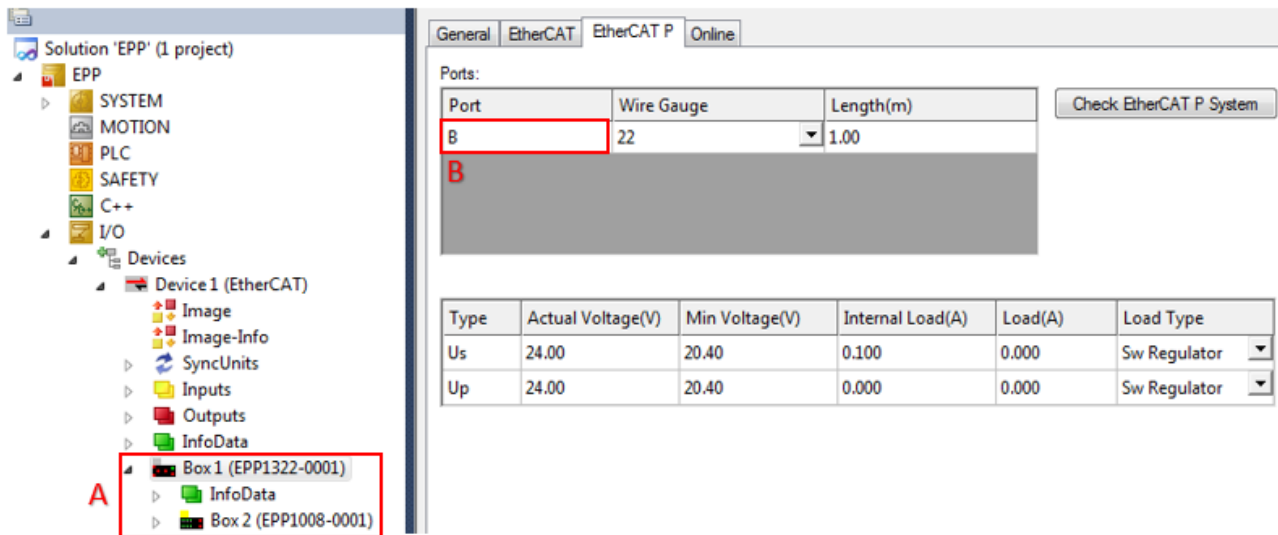 Solution 'EPP' (1 project)
EPP
SYSTEM
MOTION
PLC
SAFETY
C++
I/O
Devices
Device 1 (EtherCAT)
Image
Image-Info
SyncUnits
Inputs
Outputs
InfoData
Box 1 (EPP1322-0001)
A
InfoData
Box 2 (EPP1008-0001)
General EtherCAT EtherCAT P Online
Ports:
Port Wire Gauge Length(m)
B 22 1.00
B
Check EtherCAT P System
Type Actual Voltage(V) Min Voltage(V) Internal Load(A) Load(A) Load Type
Us 24.00 20.40 0.100 0.000 Sw Regulator
Up 24.00 20.40 0.000 0.000 Sw Regulator